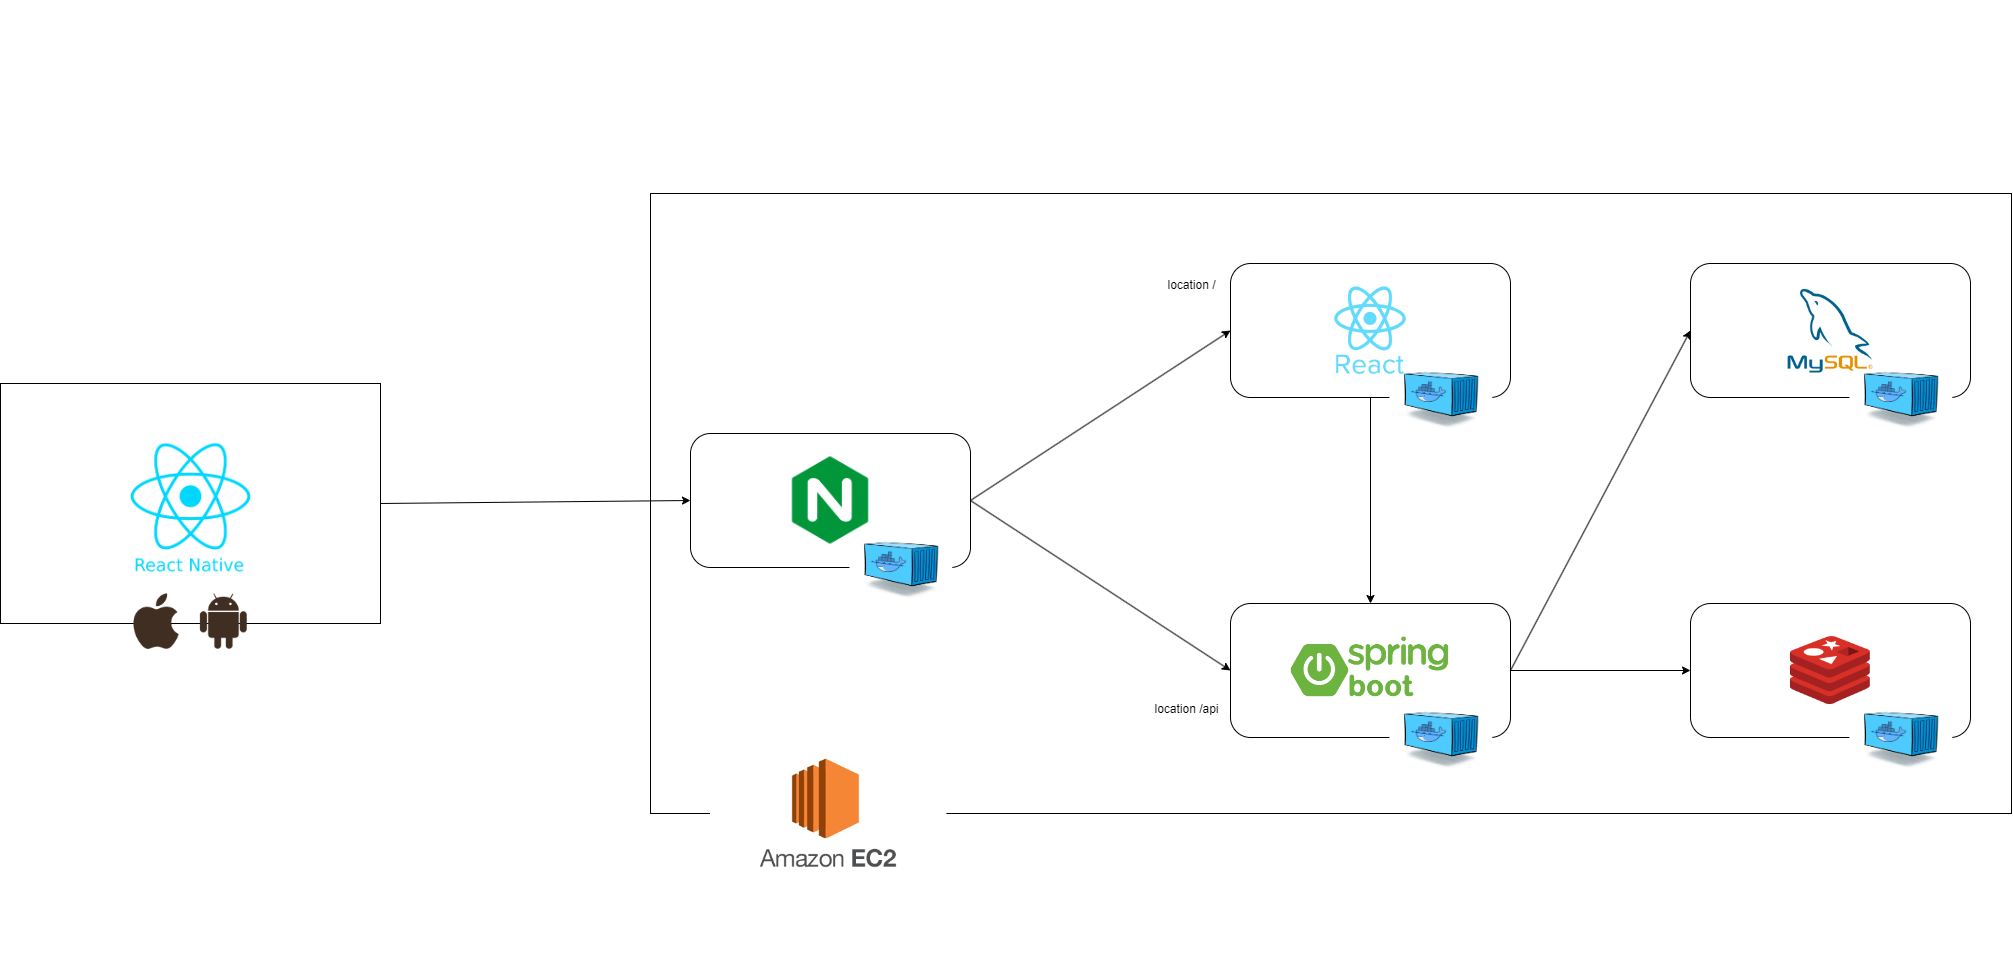 React Native
location /
React
MySQL
N
spring
boot
location /api
Amazon EC2